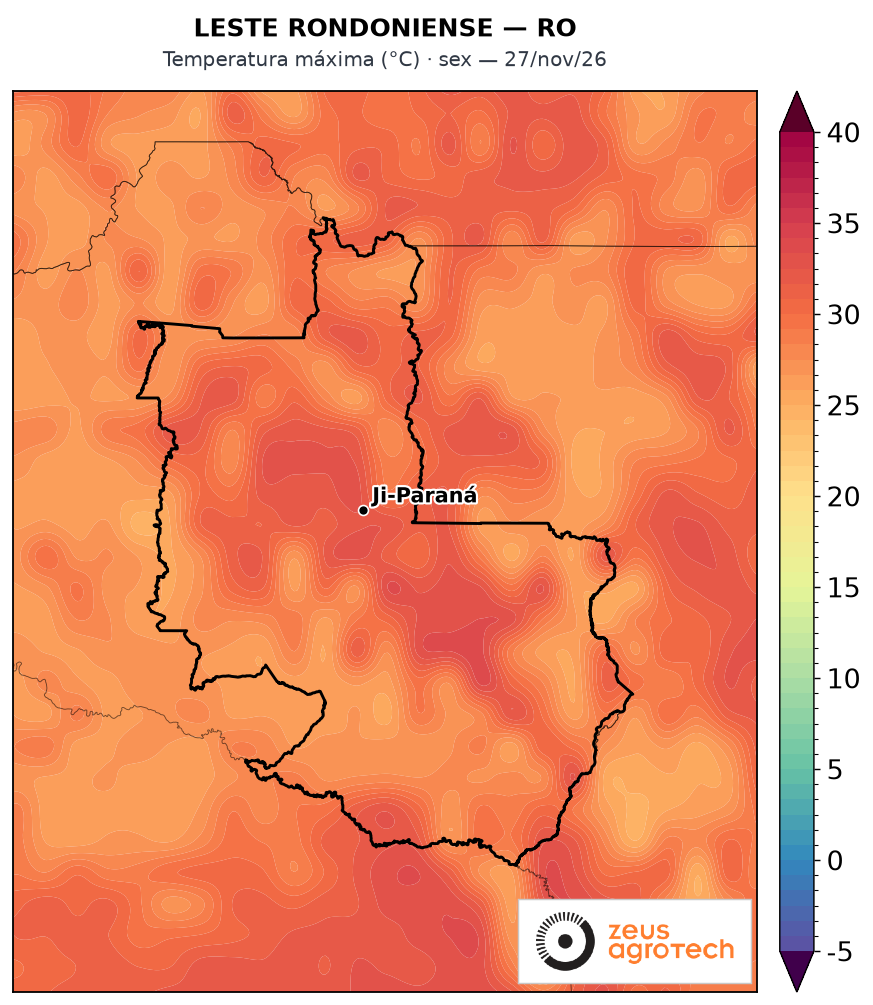 LESTE RONDONIENSE — RO
Temperatura máxima (°C) · sex — 27/nov/26
40
35
30
25
20
15
10
5
0
-5
Ji-Paraná
zeus
agrotech